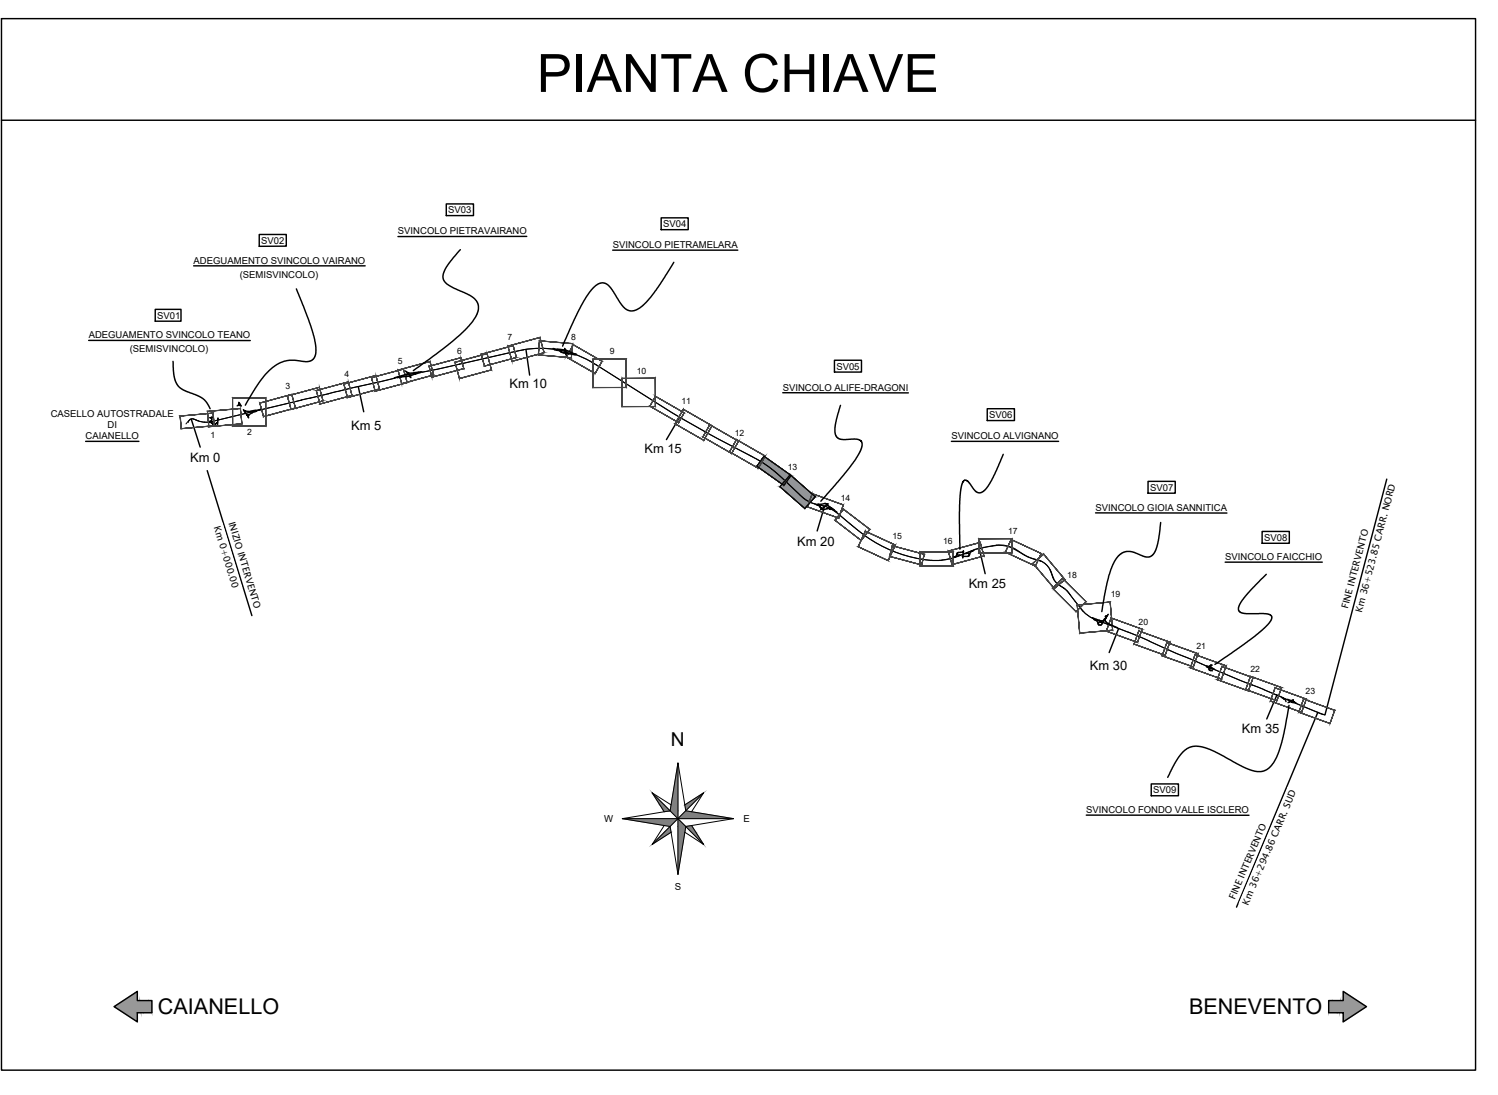 PIANTA CHIAVE
SV03
SVINCOLO PIETRAVAIRANO
SV04
SVINCOLO PIETRAMELARA
SV02
ADEGUAMENTO SVINCOLO VAIRANO
(SEMISVINCOLO)
SV01
ADEGUAMENTO SVINCOLO TEANO
(SEMISVINCOLO)
CASELLO AUTOSTRADALE
DI
CAIANELLO
1
2
3
4
5
6
7
8
9
10
11
12
13
14
15
16
17
18
19
20
21
22
23
Km 0
Km 5
Km 10
Km 15
Km 20
Km 25
Km 30
Km 35
INIZIO INTERVENTO
Km 0+000.00
SV05
SVINCOLO ALIFE-DRAGONI
SV06
SVINCOLO ALVIGNANO
SV07
SVINCOLO GIOIA SANNITICA
SV08
SVINCOLO FAICCHIO
FINE INTERVENTO
Km 36+523.85 CARR. NORD
SV09
SVINCOLO FONDO VALLE ISCLERO
FINE INTERVENTO
Km 36+294.86 CARR. SUD
N
W
E
S
CAIANELLO
BENEVENTO